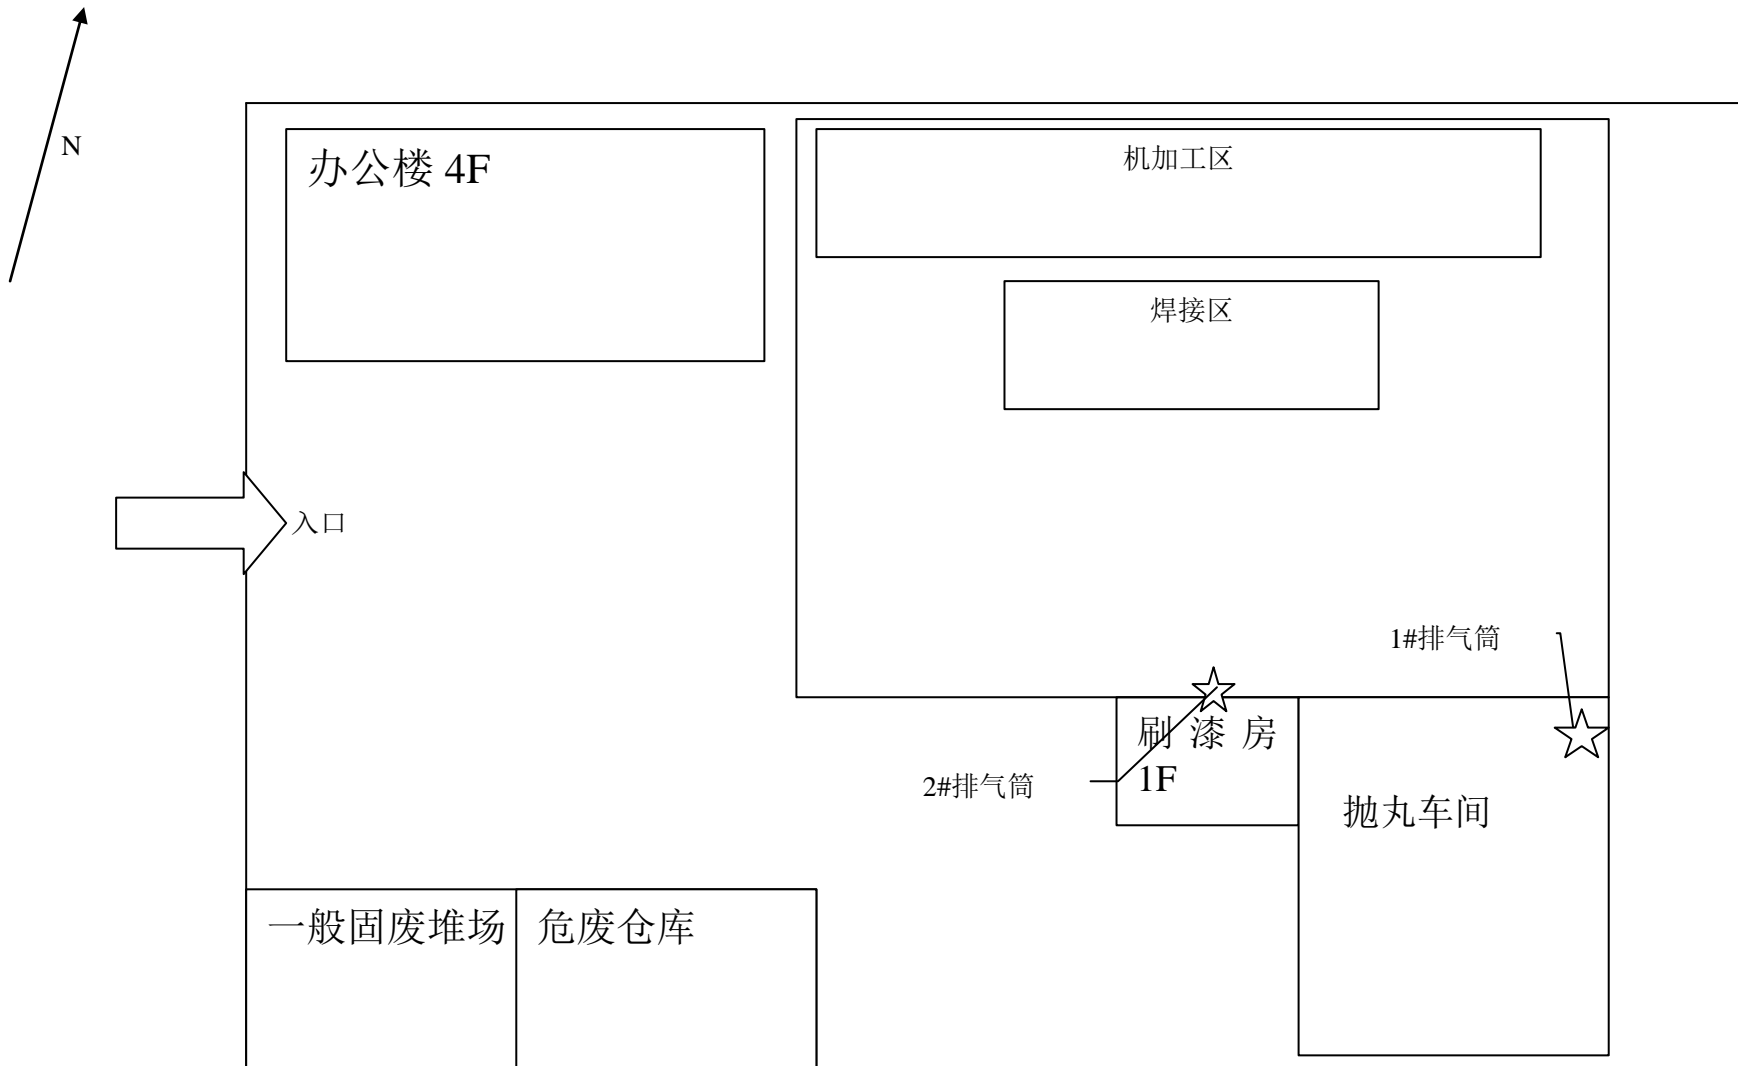 N
办公楼 4F
机加工区
焊接区
入口
1#排气筒
刷 漆 房
1F
2#排气筒
抛丸车间
一般固废堆场
危废仓库